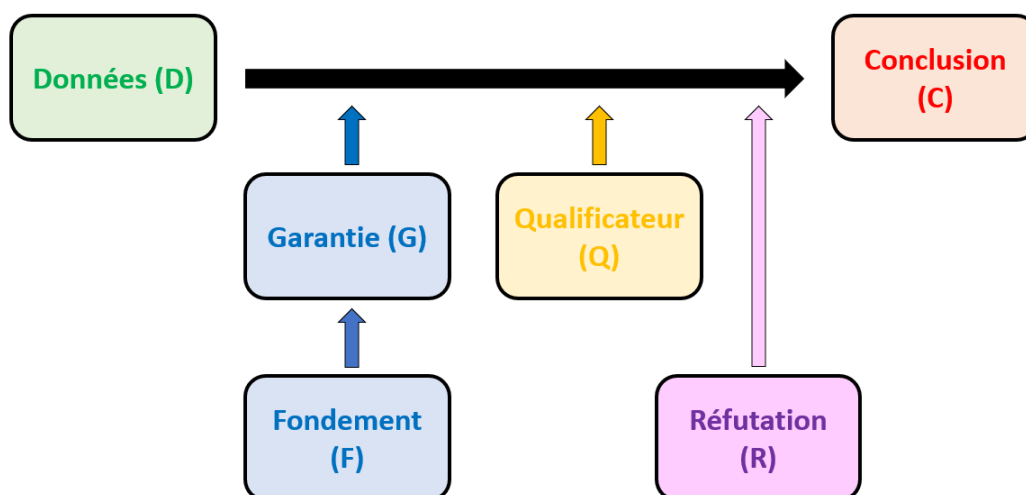 Données (D)
Conclusion
(C)
Garantie (G)
Qualificateur
(Q)
Fondement
(F)
Réfutation
(R)